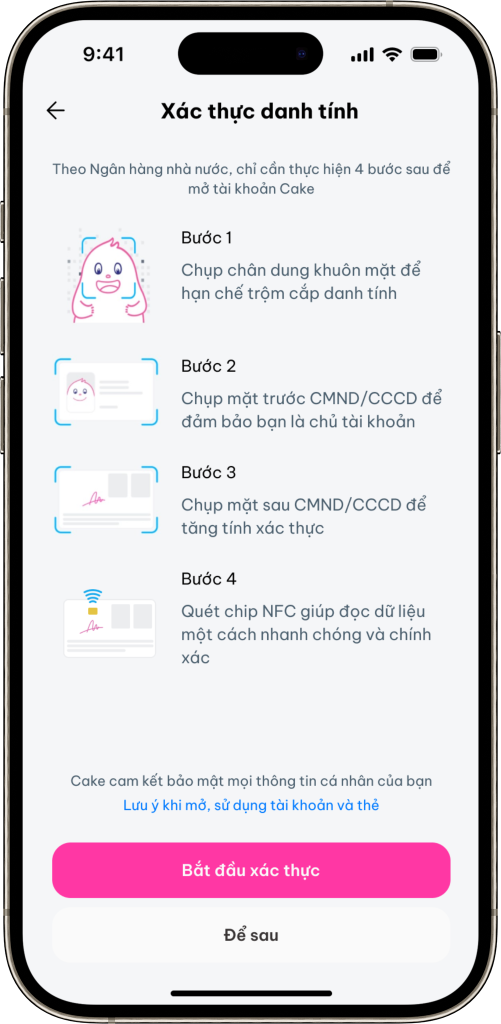 9:41
Xác thực danh tính
Theo Ngân hàng nhà nước, chỉ cần thực hiện 4 bước sau để
mở tài khoản Cake
Bước 1
Chụp chân dung khuôn mặt để
hạn chế trộm cắp danh tính
Bước 2
Chụp mặt trước CMND/CCCD để
đảm bảo bạn là chủ tài khoản
Bước 3
Chụp mặt sau CMND/CCCD để
tăng tính xác thực
Bước 4
Quét chip NFC giúp đọc dữ liệu
một cách nhanh chóng và chính
xác
Cake cam kết bảo mật mọi thông tin cá nhân của bạn
Lưu ý khi mở, sử dụng tài khoản và thẻ
Bắt đầu xác thực
Để sau